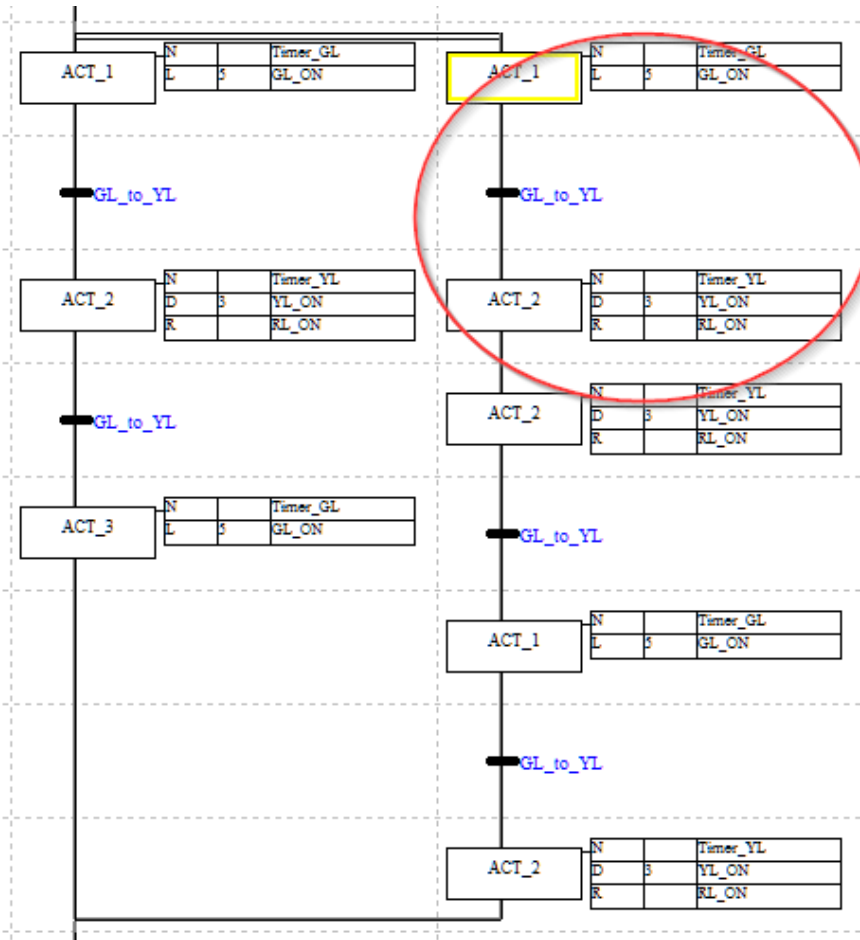 ACT_1 N Timer_GL
L 5 GL_ON
ACT_1 N Timer_GL
L 5 GL_ON
GL_to_YL
GL_to_YL
ACT_2 N Timer_YL
D 3 YL_ON
R RL_ON
ACT_2 N Timer_YL
D 3 YL_ON
R RL_ON
ACT_2 N Timer_YL
D 3 YL_ON
R RL_ON
GL_to_YL
ACT_3 N Timer_GL
L 5 GL_ON
GL_to_YL
ACT_1 N Timer_GL
L 5 GL_ON
GL_to_YL
ACT_2 N Timer_YL
D 3 YL_ON
R RL_ON